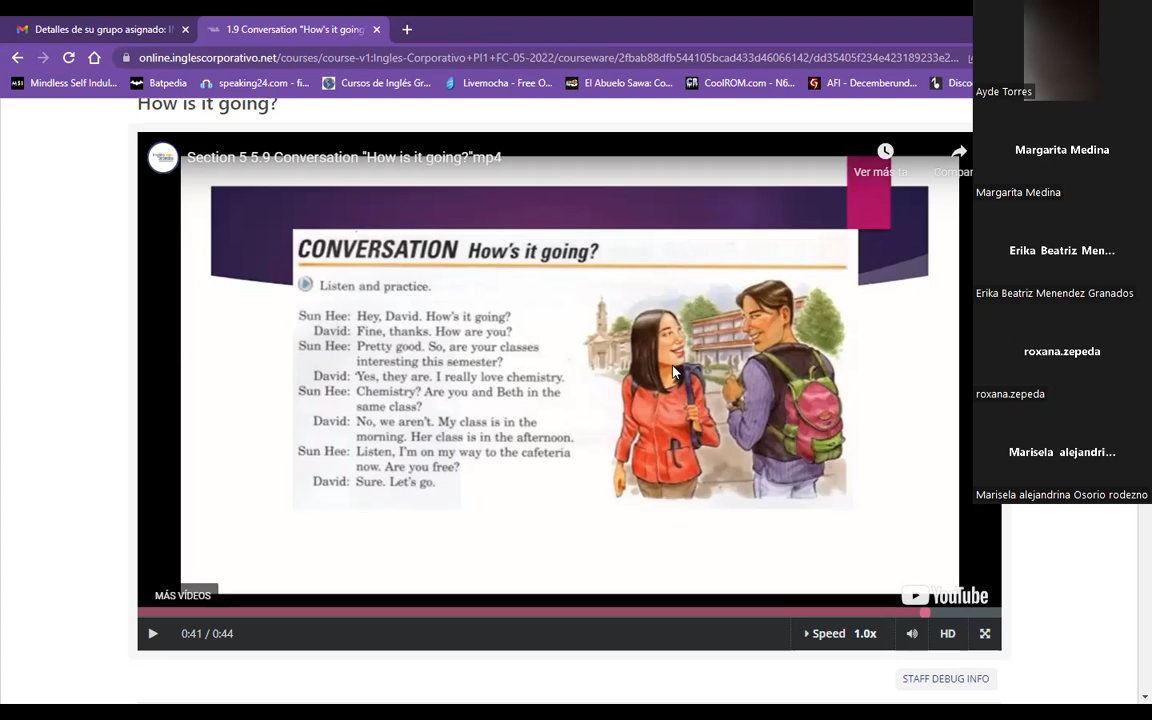 Detalles de su grupo asignado: I
1.9 Conversation "How's it going
online.inglescorporativo.net/courses/course-v1:Ingles-Corporativo+PI1+FC-05-2022/courseware/2fbab88dfb544105bcad433d46066142/dd35405f234e423189233e2...
Mindless Self Indul...
Batpedia
speaking24.com - fi...
Cursos de Inglés Gr...
Livemocha - Free O...
El Abuelo Sawa: Co...
CoolROM.com - N6...
AFI - Decemberund...
Disco
How is it going?
Section 5 5.9 Conversation "How is it going?"mp4
Ver más ta
Compar
CONVERSATION How's it going?
Listen and practice.
Sun Hee: Hey, David. How's it going?
David: Fine, thanks. How are you?
Sun Hee: Pretty good. So, are your classes
interesting this semester?
David: Yes, they are. I really love chemistry.
Sun Hee: Chemistry? Are you and Beth in the
same class?
David: No, we aren't. My class is in the
morning. Her class is in the afternoon.
Sun Hee: Listen, I'm on my way to the cafeteria
now. Are you free?
David: Sure. Let's go.
MÁS VÍDEOS
YouTube
0:41 / 0:44
Speed 1.0x
HD
STAFF DEBUG INFO
Ayde Torres
Margarita Medina
Margarita Medina
Erika Beatriz Men...
Erika Beatriz Menendez Granados
roxana.zepeda
roxana.zepeda
Marisela alejandri...
Marisela alejandrina Osorio rodezno